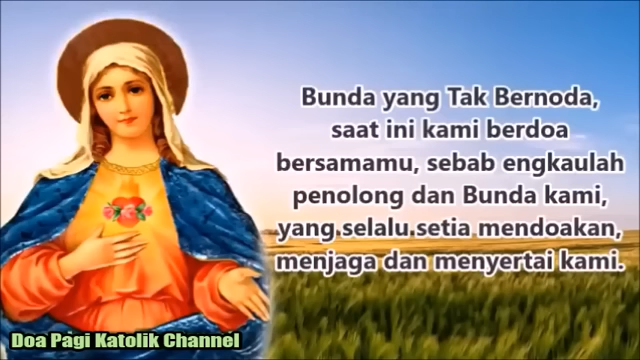 Bunda yang Tak Bernoda,
saat ini kami berdoa
bersamamu, sebab engkaulah
penolong dan Bunda kami,
yang selalu setia mendoakan,
menjaga dan menyertai kami.
Doa Pagi Katolik Channel